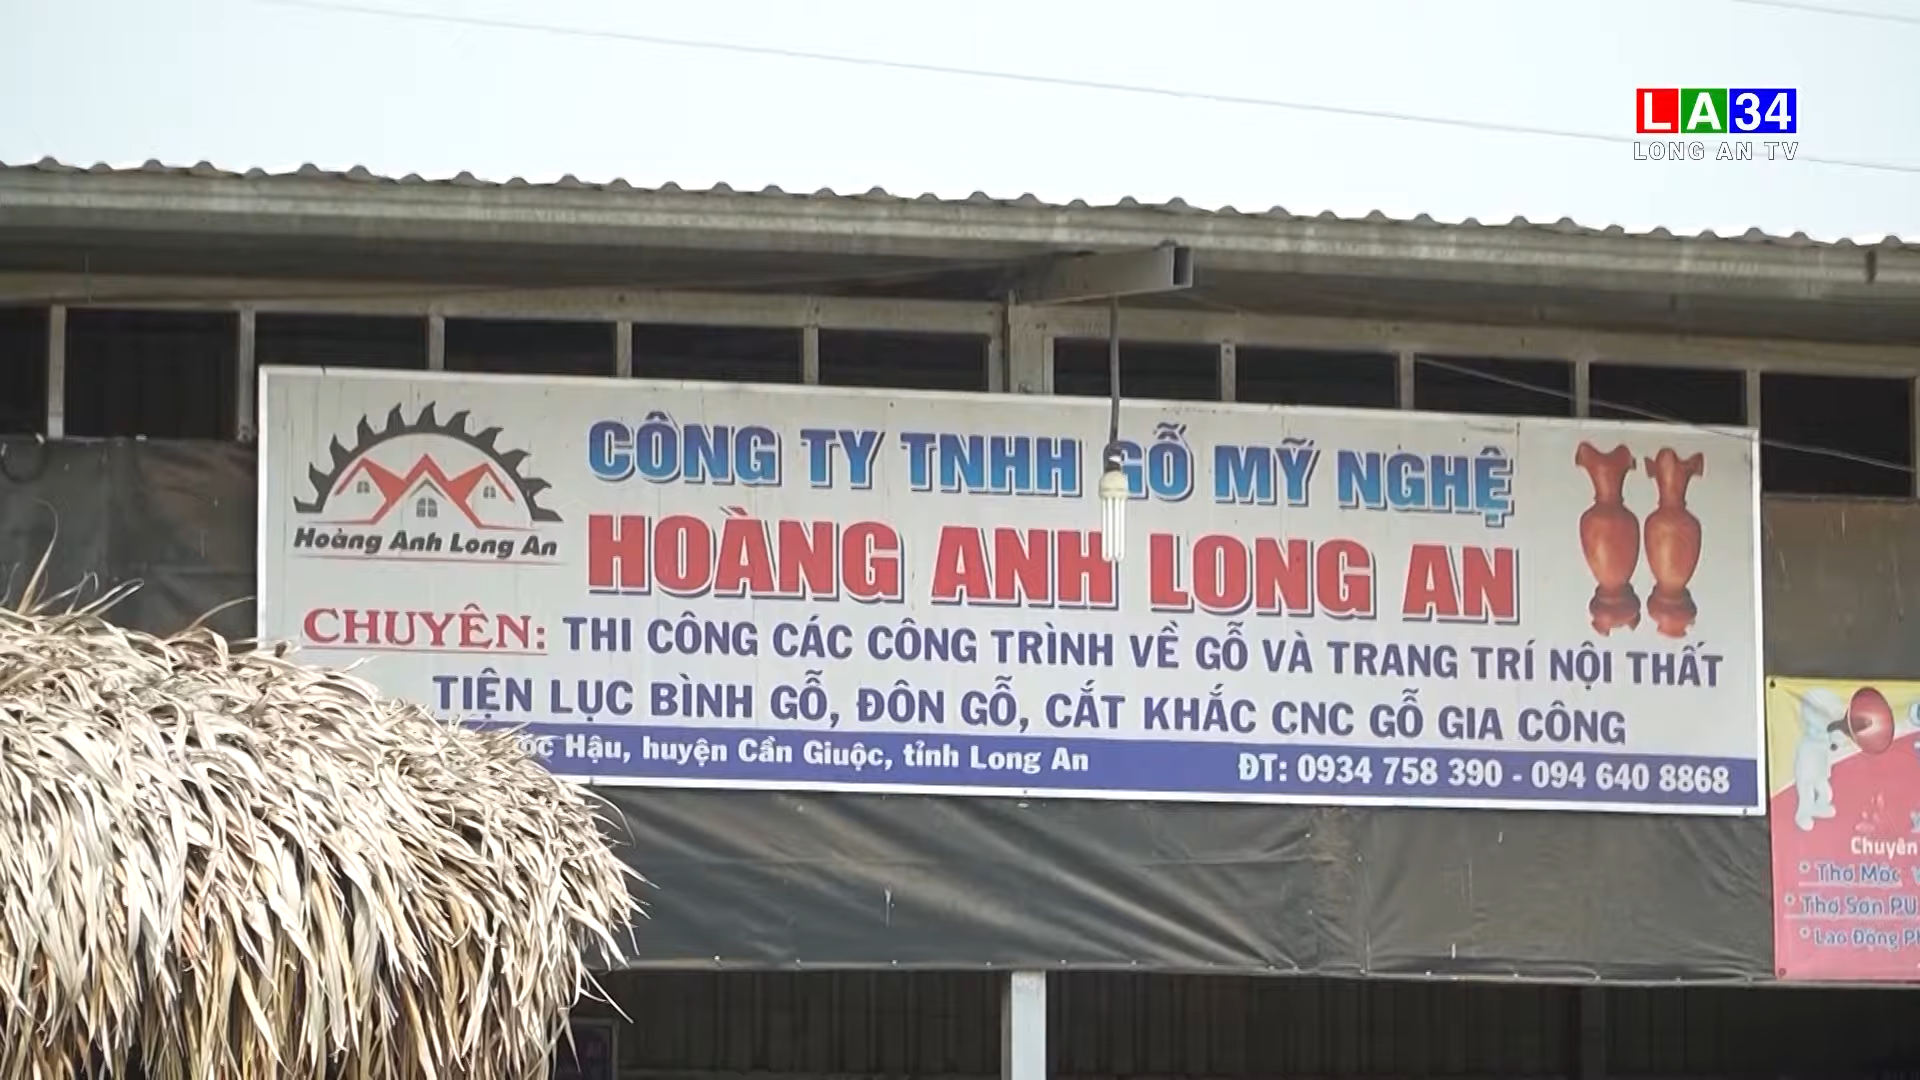 LA34
LONG AN TV
CÔNG TY TNHH GỖ MỸ NGHỆ
HOÀNG ANH LONG AN
Hoàng Anh Long An
CHUYÊN: THI CÔNG CÁC CÔNG TRÌNH VỀ GỖ VÀ TRANG TRÍ NỘI THẤT
TIỆN LỤC BÌNH GỖ, ĐÔN GỖ, CẮT KHẮC CNC GỖ GIA CÔNG
Hậu, huyện Cần Giuộc, tỉnh Long An ĐT: 0934 758 390 - 094 640 8868
Chuyên
* Thợ Mộc
* Thợ Sơn PU
* Lao Động